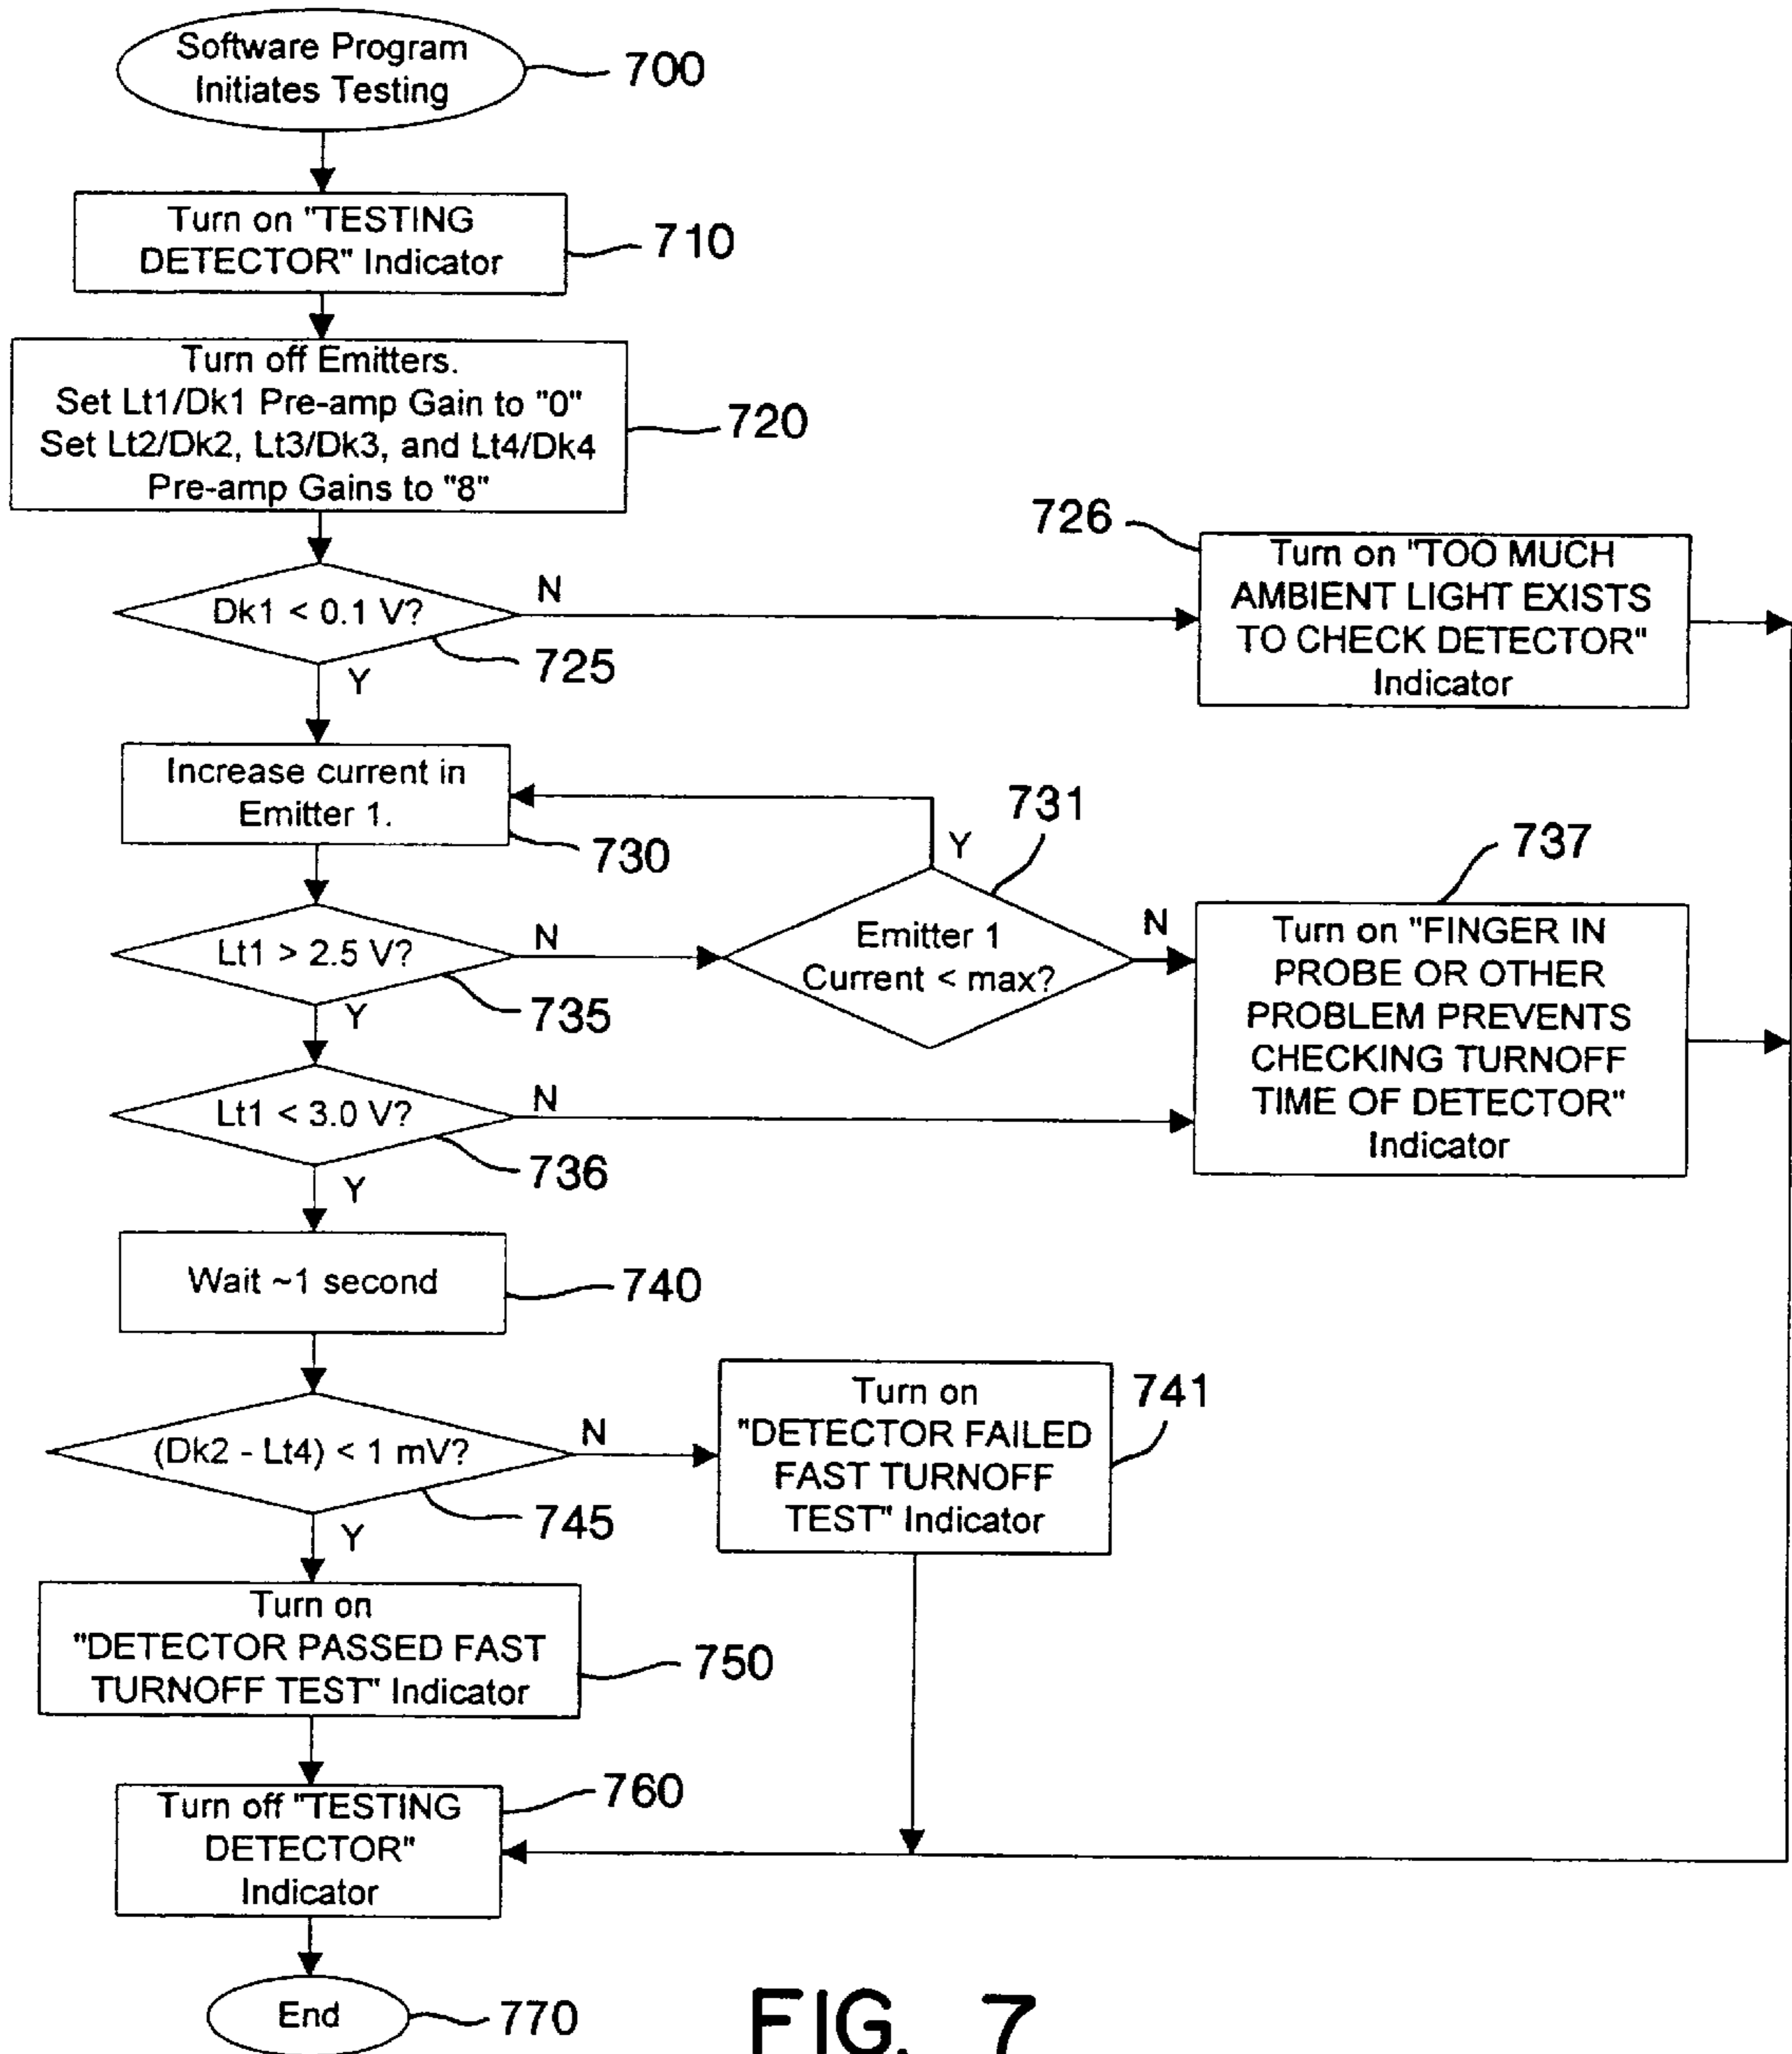 Software Program
Initiates Testing
700
Turn on "TESTING
DETECTOR" Indicator
710
Turn off Emitters.
Set Lt1/Dk1 Pre-amp Gain to "0"
Set Lt2/Dk2, Lt3/Dk3, and Lt4/Dk4
Pre-amp Gains to "8"
720
Dk1 < 0.1 V?
N
Y
725
726
Turn on "TOO MUCH
AMBIENT LIGHT EXISTS
TO CHECK DETECTOR"
Indicator
Increase current in
Emitter 1.
730
731
Y
Emitter 1
Current < max?
N
Lt1 > 2.5 V?
N
Y
735
737
Turn on "FINGER IN
PROBE OR OTHER
PROBLEM PREVENTS
CHECKING TURNOFF
TIME OF DETECTOR"
Indicator
Lt1 < 3.0 V?
N
Y
736
Wait ~1 second
740
(Dk2 - Lt4) < 1 mV?
N
Y
745
Turn on
"DETECTOR FAILED
FAST TURNOFF
TEST" Indicator
741
Turn on
"DETECTOR PASSED FAST
TURNOFF TEST" Indicator
750
Turn off "TESTING
DETECTOR"
Indicator
760
End
770
FIG. 7